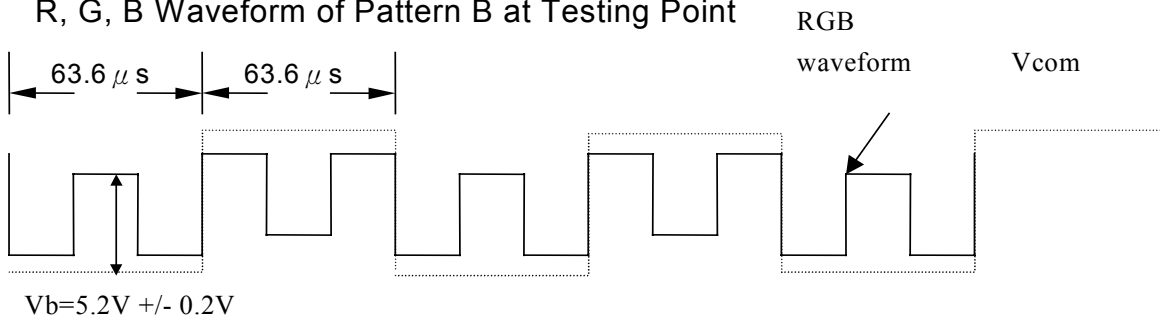 R, G, B Waveform of Pattern B at Testing Point
RGB
waveform
Vcom
63.6 μ s
63.6 μ s
Vb=5.2V +/- 0.2V